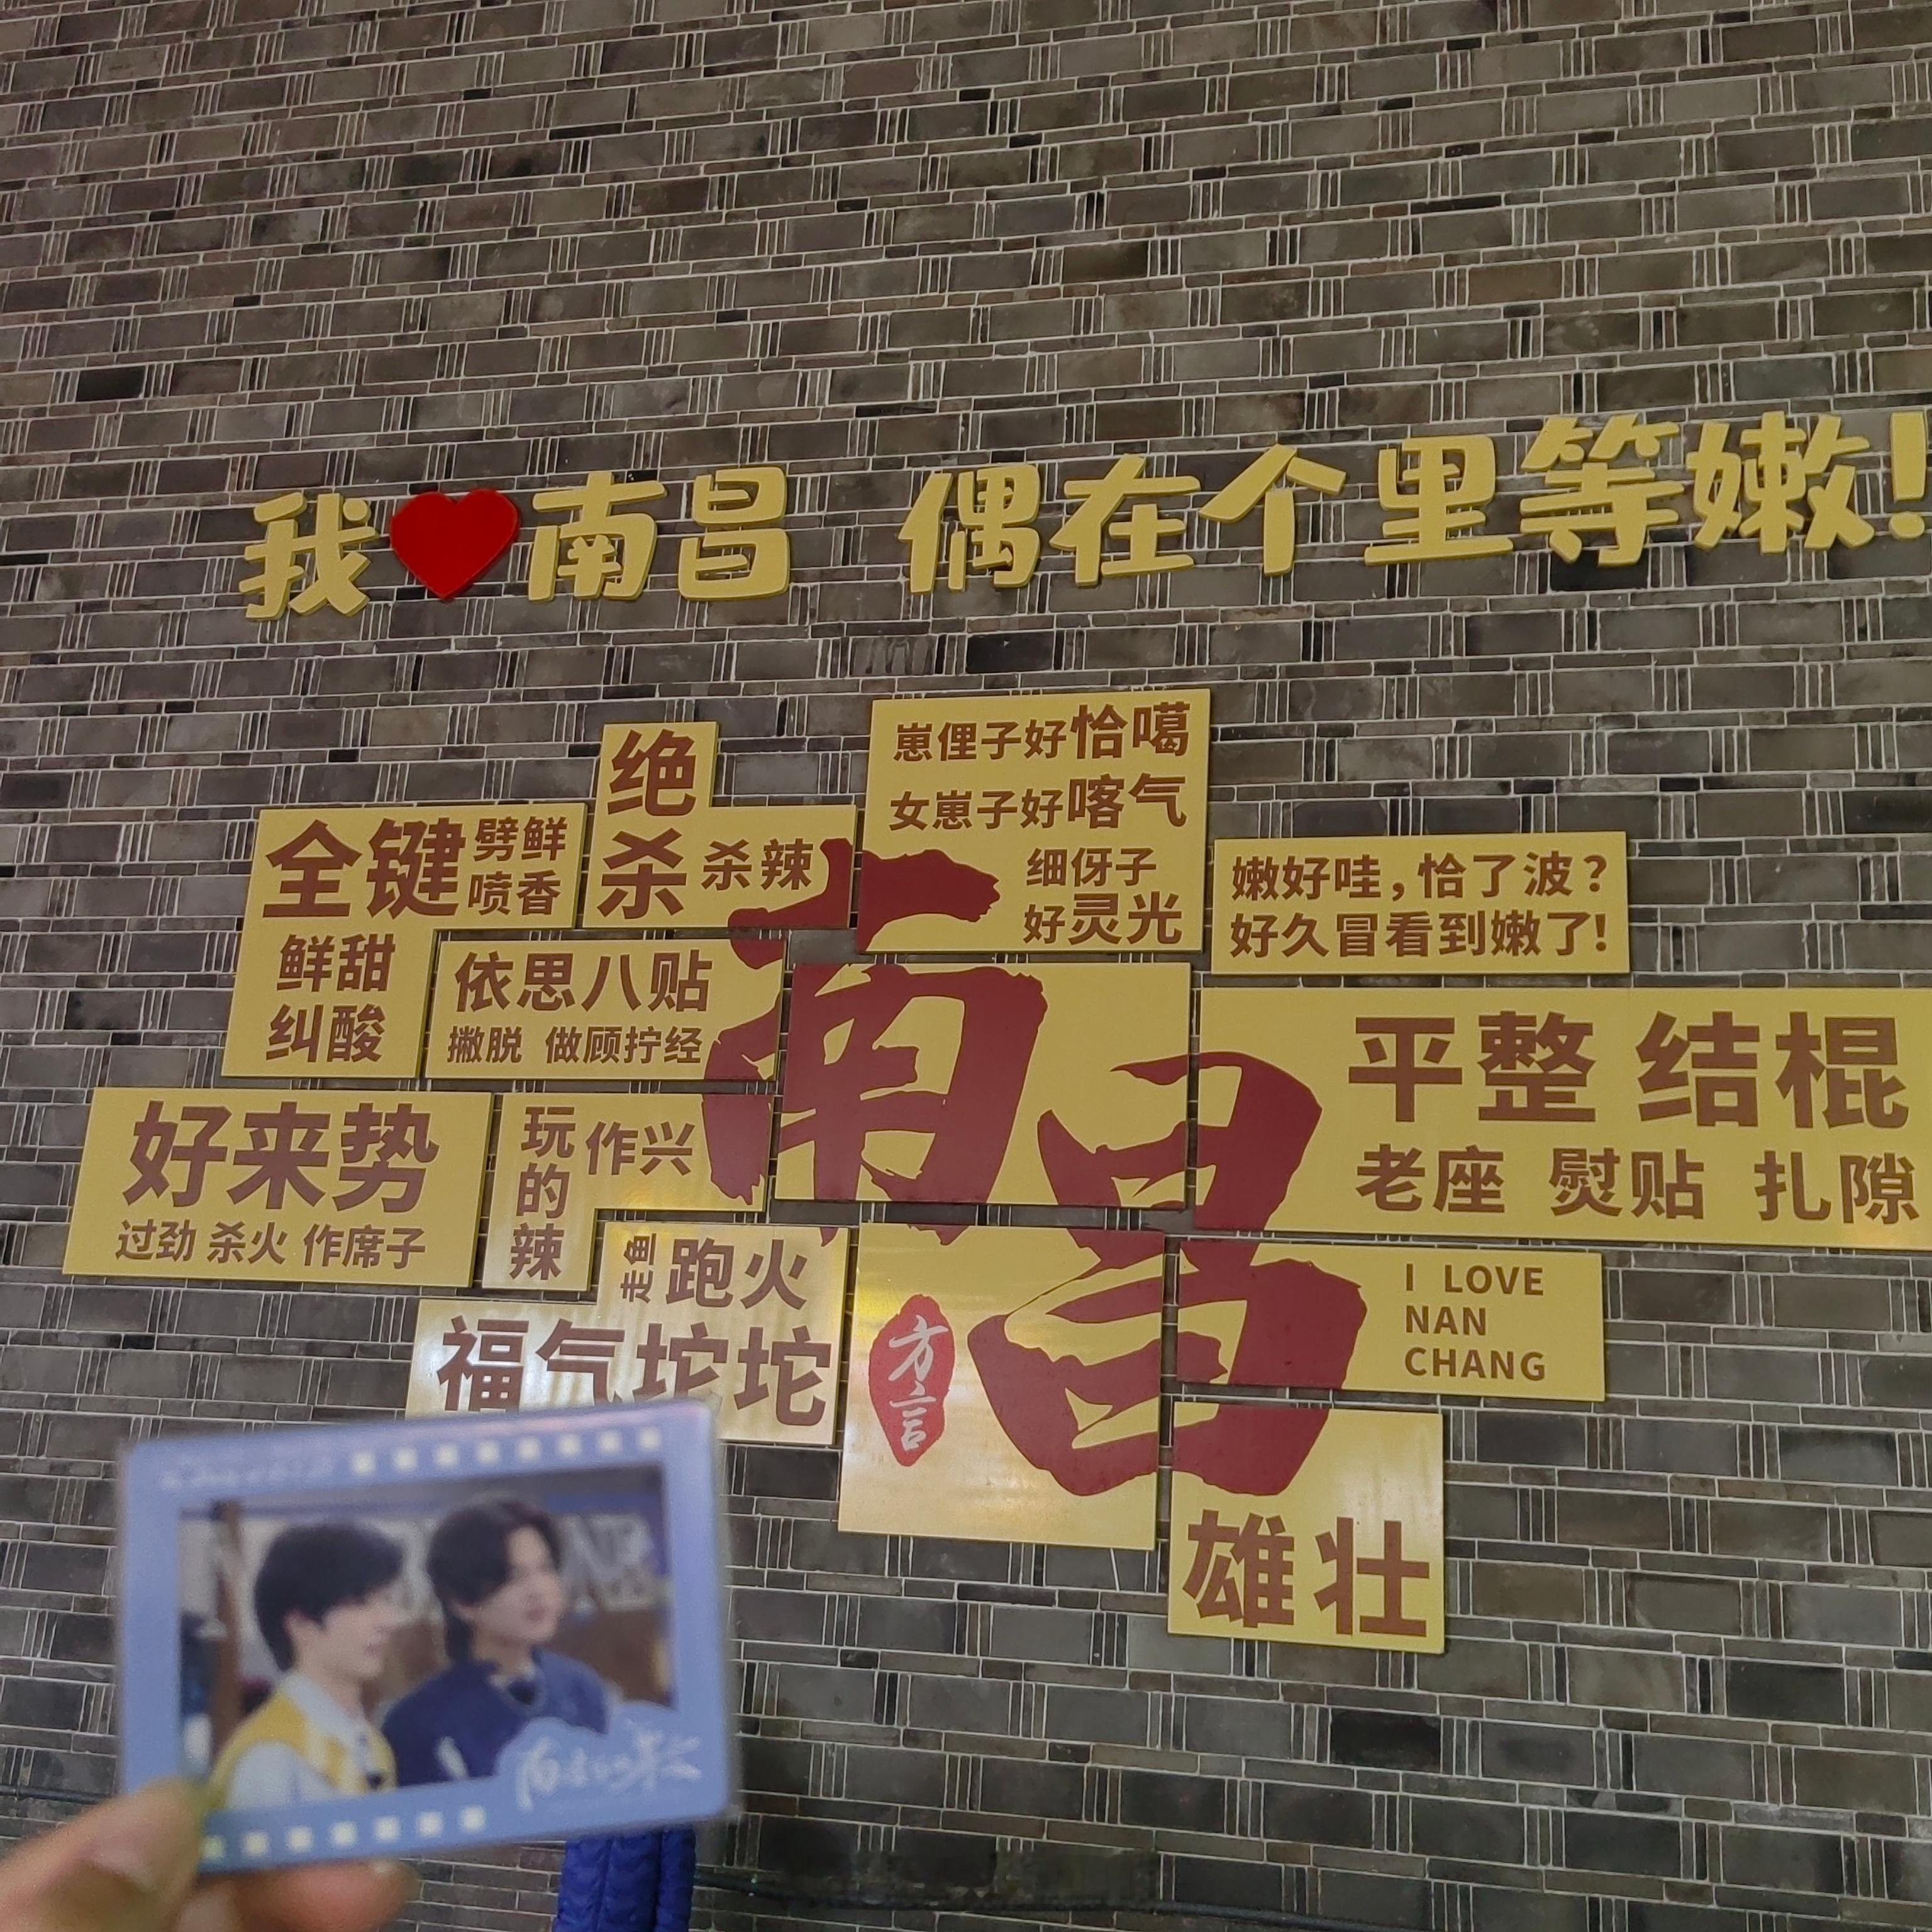 我❤南昌 偶在个里等嫩!
崽俚子好恰噶
女崽子好喀气
细伢子
好灵光
绝杀
杀辣
全键
劈鲜
喷香
鲜甜
纠酸
嫩好哇,恰了波?
好久冒看到嫩了!
依思八贴
撇脱 做顾拧经
南昌
平整 结棍
老座 熨贴 扎隙
好来势
过劲 杀火 作席子
玩的辣
作兴
走鱼
跑火
福气坨坨
方言
I LOVE
NAN
CHANG
雄壮